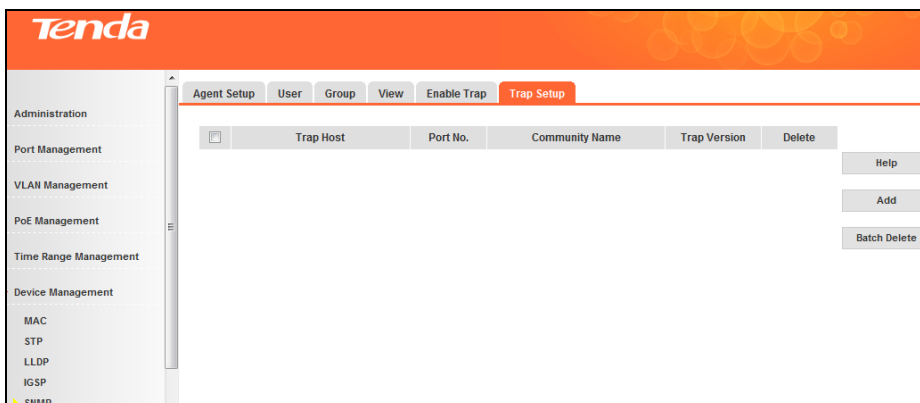 Tenda
Agent Setup User Group View Enable Trap Trap Setup
Administration
Port Management
VLAN Management
PoE Management
Time Range Management
Device Management
MAC
STP
LLDP
IGSP
SNMP
Trap Host Port No. Community Name Trap Version Delete
Help
Add
Batch Delete